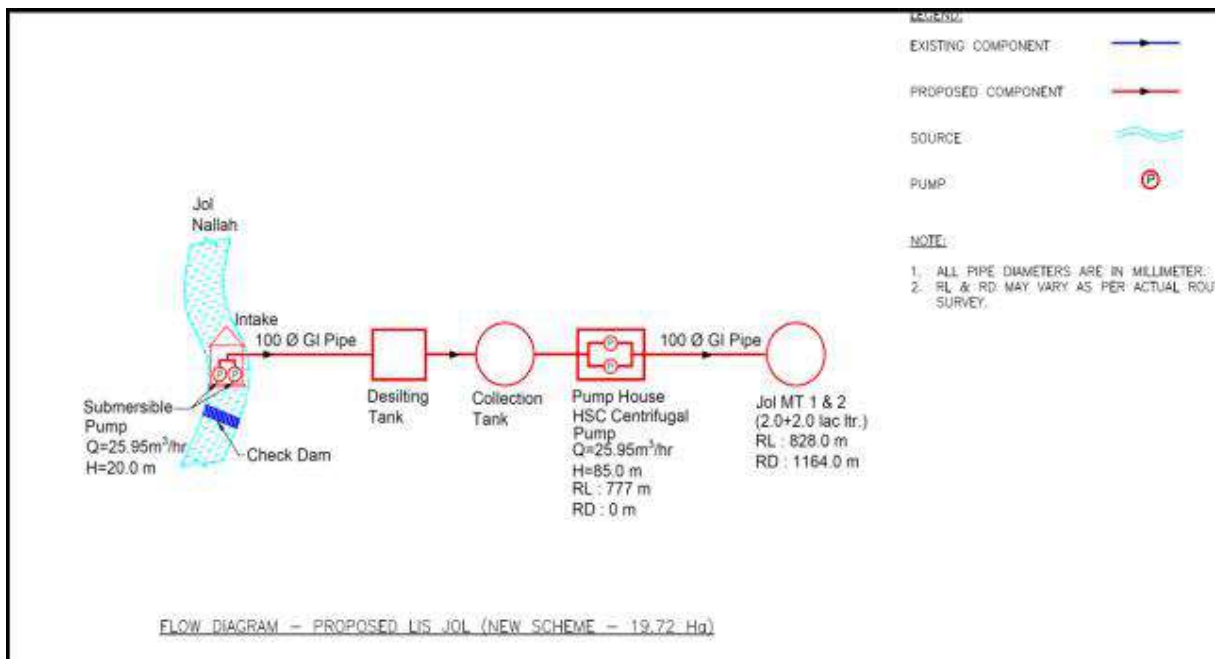 LEGEND:
EXISTING COMPONENT
PROPOSED COMPONENT
SOURCE
PUMP
P
NOTE:
1. ALL PIPE DIAMETERS ARE IN MILLIMETER.
2. RL & RD MAY VARY AS PER ACTUAL ROU
SURVEY.
Jol
Nallah
Intake
100 Ø GI Pipe
P P
Submersible
Pump
Q=25.95m³/hr
H=20.0 m
Check Dam
Desilting
Tank
Collection
Tank
P
P
Pump House
HSC Centrifugal
Pump
Q=25.95m³/hr
H=85.0 m
RL : 777 m
RD : 0 m
100 Ø GI Pipe
Jol MT 1 & 2
(2.0+2.0 lac ltr.)
RL : 828.0 m
RD : 1164.0 m
FLOW DIAGRAM – PROPOSED LIS JOL (NEW SCHEME – 19.72 Ha)